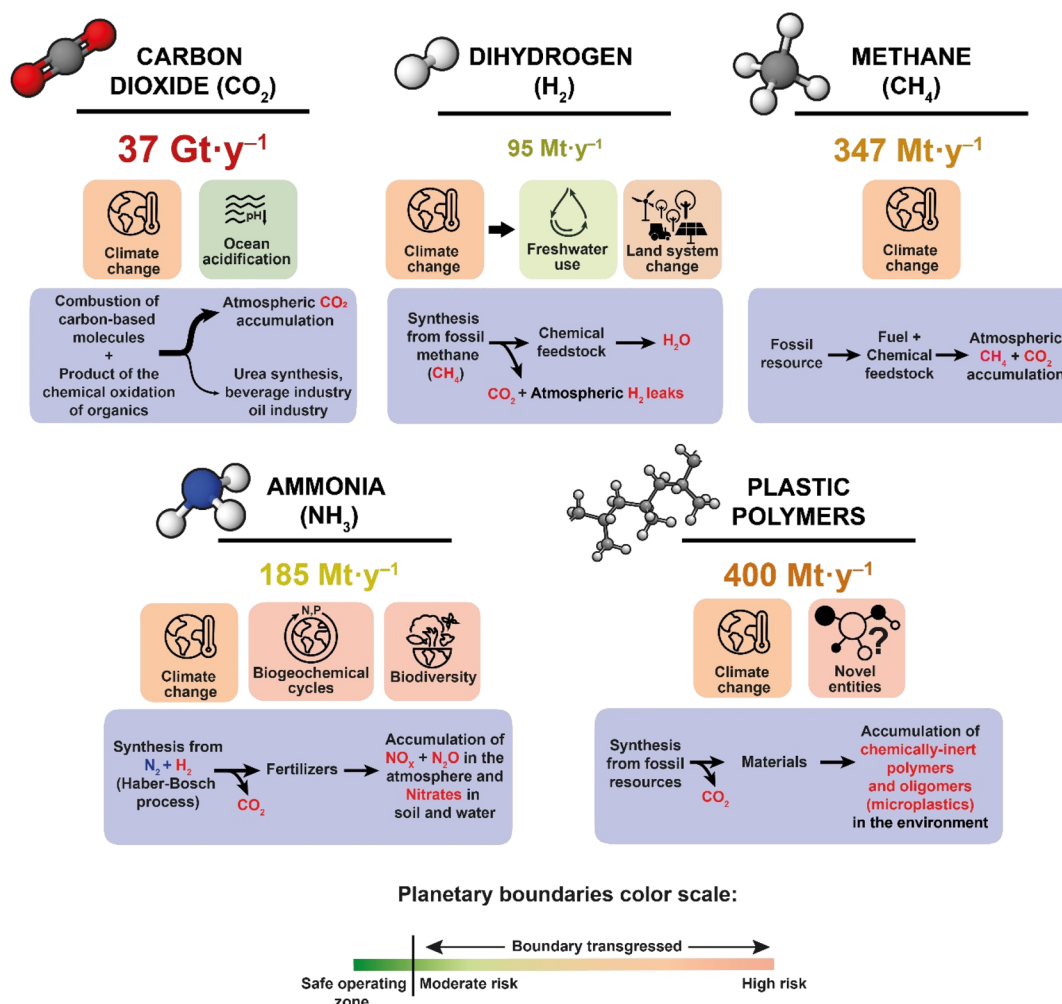 CARBON
DIOXIDE (CO₂)
37 Gt·y⁻¹
Climate
change
pH
Ocean
acidification
Combustion of
carbon-based
molecules
+
Product of the
chemical oxidation
of organics
Atmospheric CO₂
accumulation
Urea synthesis,
beverage industry
oil industry
DIHYDROGEN
(H₂)
95 Mt·y⁻¹
Climate
change
Freshwater
use
Land system
change
Synthesis
from fossil
methane
(CH₄)
Chemical
feedstock
H₂O
CO₂ + Atmospheric H₂ leaks
METHANE
(CH₄)
347 Mt·y⁻¹
Climate
change
Fossil
resource
Fuel +
Chemical
feedstock
Atmospheric
CH₄ + CO₂
accumulation
AMMONIA
(NH₃)
185 Mt·y⁻¹
Climate
change
N,P
Biogeochemical
cycles
Biodiversity
Synthesis from
N₂ + H₂
(Haber-Bosch
process)
CO₂
Fertilizers
Accumulation of
NOₓ + N₂O in the
atmosphere and
Nitrates in
soil and water
PLASTIC
POLYMERS
400 Mt·y⁻¹
Climate
change
?
Novel
entities
Synthesis
from fossil
resources
CO₂
Materials
Accumulation of
chemically-inert
polymers
and oligomers
(microplastics)
in the environment
Planetary boundaries color scale:
Boundary transgressed
Safe operating
zone
Moderate risk
High risk